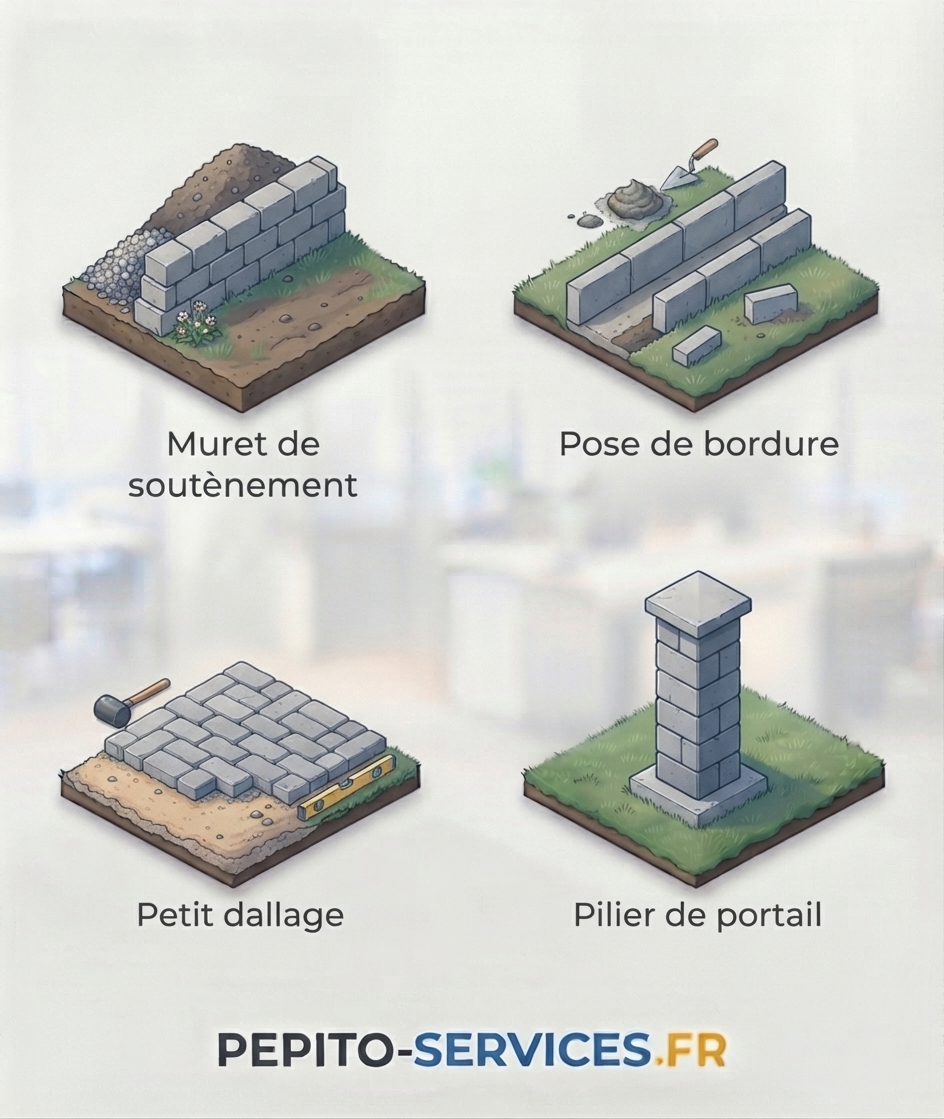 Muret de
soutènement
Pose de bordure
Petit dallage
Pilier de portail
PEPITO-SERVICES.FR